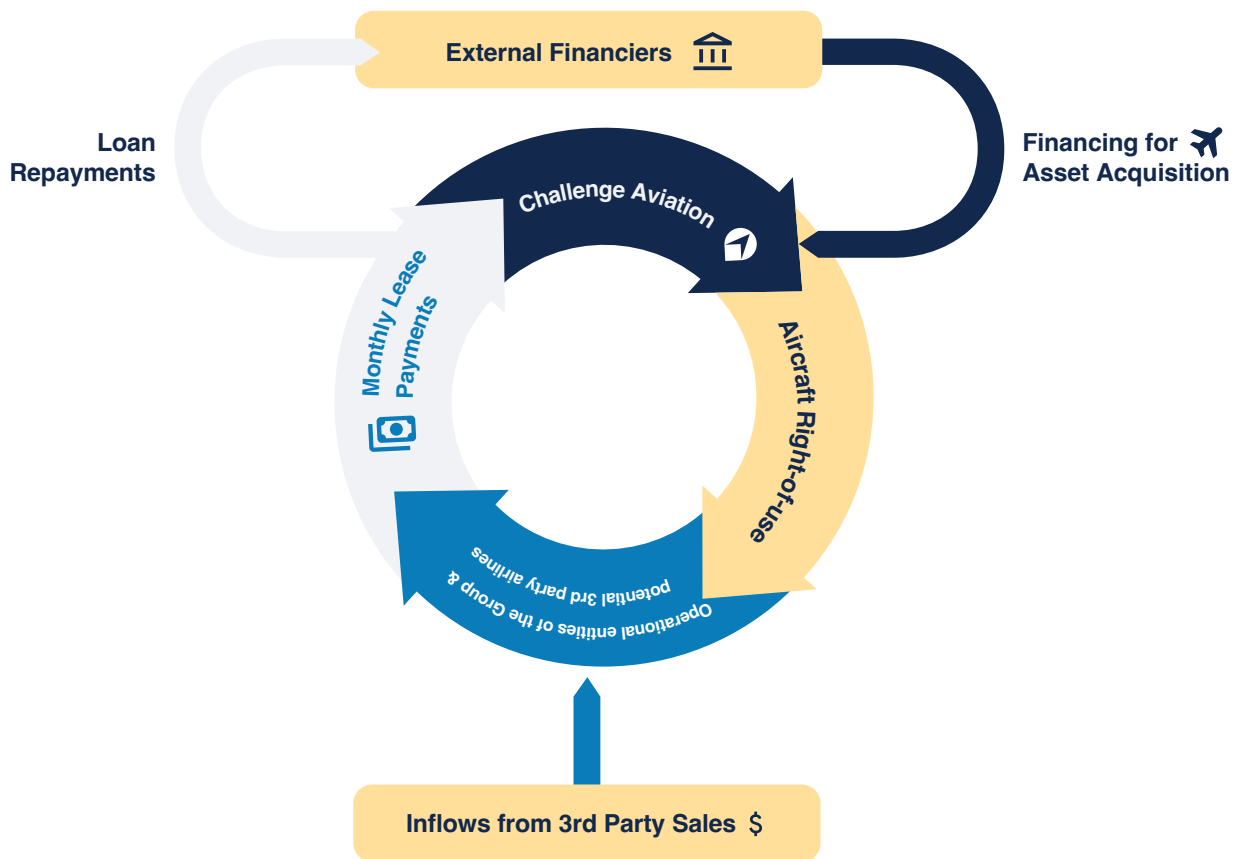 External Financiers
Loan
Repayments
Financing for
Asset Acquisition
Challenge Aviation
Monthly Lease
Payments
Aircraft Right-of-use
Operational entities of the Group &
potential 3rd party airlines
Inflows from 3rd Party Sales $